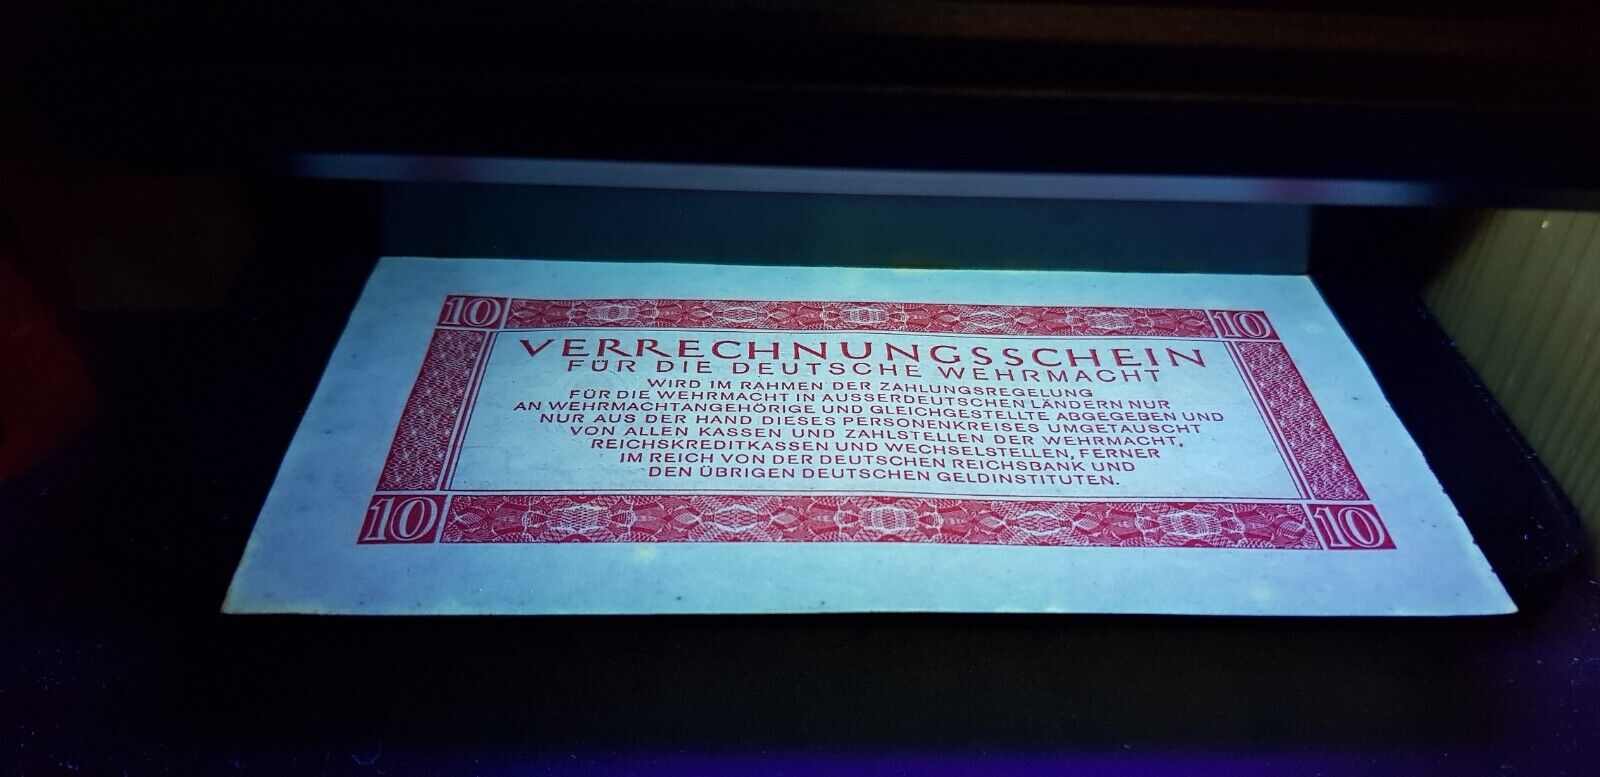 10 10
VERRECHNUNGSSCHEIN
FÜR DIE DEUTSCHE WEHRMACHT
WIRD IM RAHMEN DER ZAHLUNGSREGELUNG
FÜR DIE WEHRMACHT IN AUSSERDEUTSCHEN LÄNDERN NUR
AN WEHRMACHTANGEHÖRIGE UND GLEICHGESTELLTE ABGEGEBEN UND
NUR AUS DER HAND DIESES PERSONENKREISES UMGETAUSCHT
VON ALLEN KASSEN UND ZAHLSTELLEN DER WEHRMACHT,
REICHSKREDITKASSEN UND WECHSELSTELLEN, FERNER
IM REICH VON DER DEUTSCHEN REICHSBANK UND
DEN ÜBRIGEN DEUTSCHEN GELDINSTITUTEN.
10 10